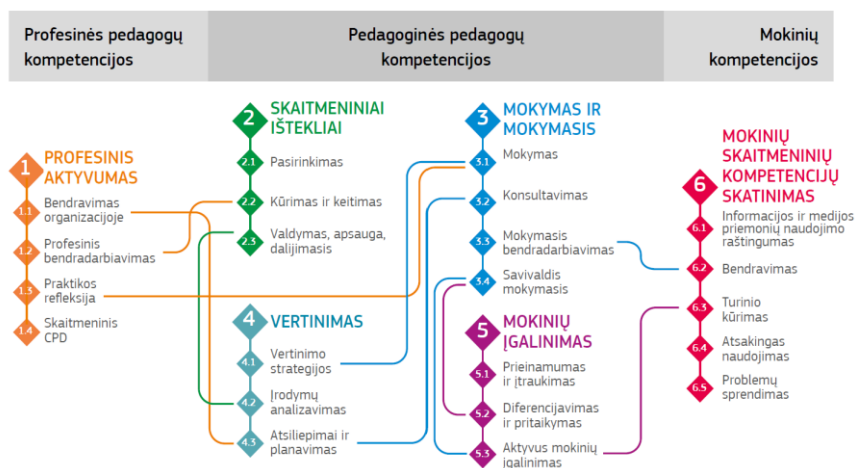 Profesinės pedagogų
kompetencijos
Pedagoginės pedagogų
kompetencijos
Mokinių
kompetencijos
1
PROFESINIS
AKTYVUMAS
1.1
Bendravimas
organizacijoje
1.2
Profesinis
bendradarbiavimas
1.3
Praktikos
refleksija
1.4
Skaitmeninis
CPD
2
SKAITMENINIAI
IŠTEKLIAI
2.1
Pasirinkimas
2.2
Kūrimas ir keitimas
2.3
Valdymas, apsauga,
dalijimasis
4
VERTINIMAS
4.1
Vertinimo
strategijos
4.2
Įrodymų
analizavimas
4.3
Atsiliepimai ir
planavimas
3
MOKYMAS IR
MOKYMASIS
3.1
Mokymas
3.2
Konsultavimas
3.3
Mokymasis
bendradarbiavimas
3.4
Savivaldis
mokymasis
5
MOKINIŲ
ĮGALINIMAS
5.1
Prieinamumas
ir įtraukimas
5.2
Diferencijavimas
ir pritaikymas
5.3
Aktyvus mokinių
įgalinimas
6
MOKINIŲ
SKAITMENINIŲ
KOMPETENCIJŲ
SKATINIMAS
6.1
Informacijos ir medijos
priemonių naudojimo
raštingumas
6.2
Bendravimas
6.3
Turinio
kūrimas
6.4
Atsakingas
naudojimas
6.5
Problemų
sprendimas